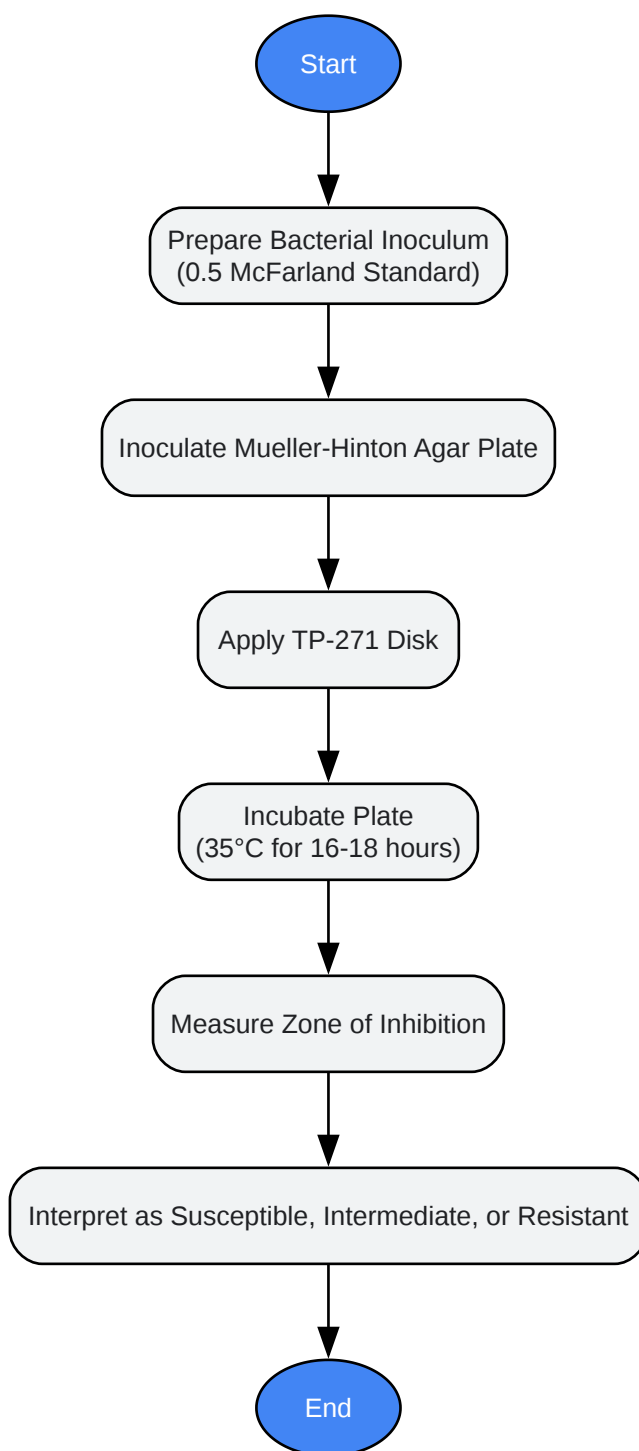 Start
Prepare Bacterial Inoculum
(0.5 McFarland Standard)
Inoculate Mueller-Hinton Agar Plate
Apply TP-271 Disk
Incubate Plate
(35°C for 16-18 hours)
Measure Zone of Inhibition
Interpret as Susceptible, Intermediate, or Resistant
End